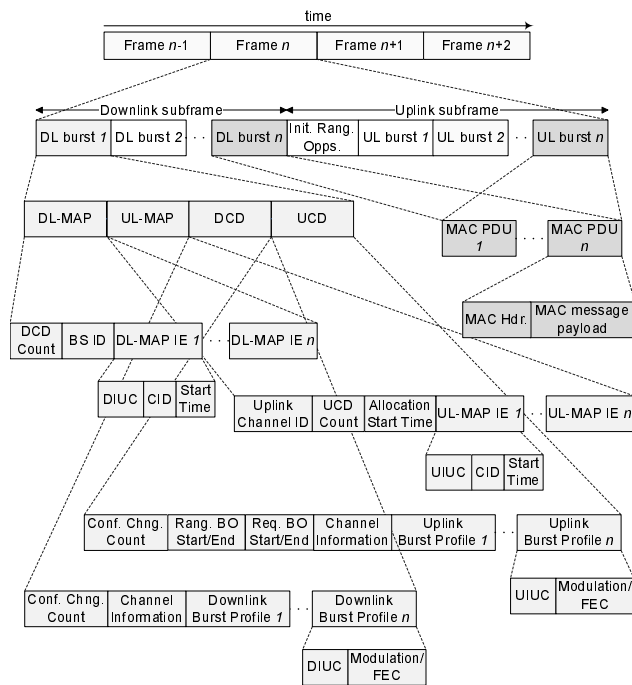 time
Frame n-1 Frame n Frame n+1 Frame n+2
Downlink subframe Uplink subframe
DL burst 1 DL burst 2 · · · DL burst n Init. Rang. Opps. UL burst 1 UL burst 2 · · UL burst n
DL-MAP UL-MAP DCD UCD
MAC PDU 1 · · · · MAC PDU n
MAC Hdr. MAC message payload
DCD Count BS ID DL-MAP IE 1 · · · DL-MAP IE n
DIUC CID Start Time
Uplink Channel ID UCD Count Allocation Start Time UL-MAP IE 1 · · · UL-MAP IE n
UIUC CID Start Time
Conf. Chng. Count Rang. BO Start/End Req. BO Start/End Channel Information Uplink Burst Profile 1 · · · Uplink Burst Profile n
UIUC Modulation/ FEC
Conf. Chng. Count Channel Information Downlink Burst Profile 1 · · · Downlink Burst Profile n
DIUC Modulation/ FEC